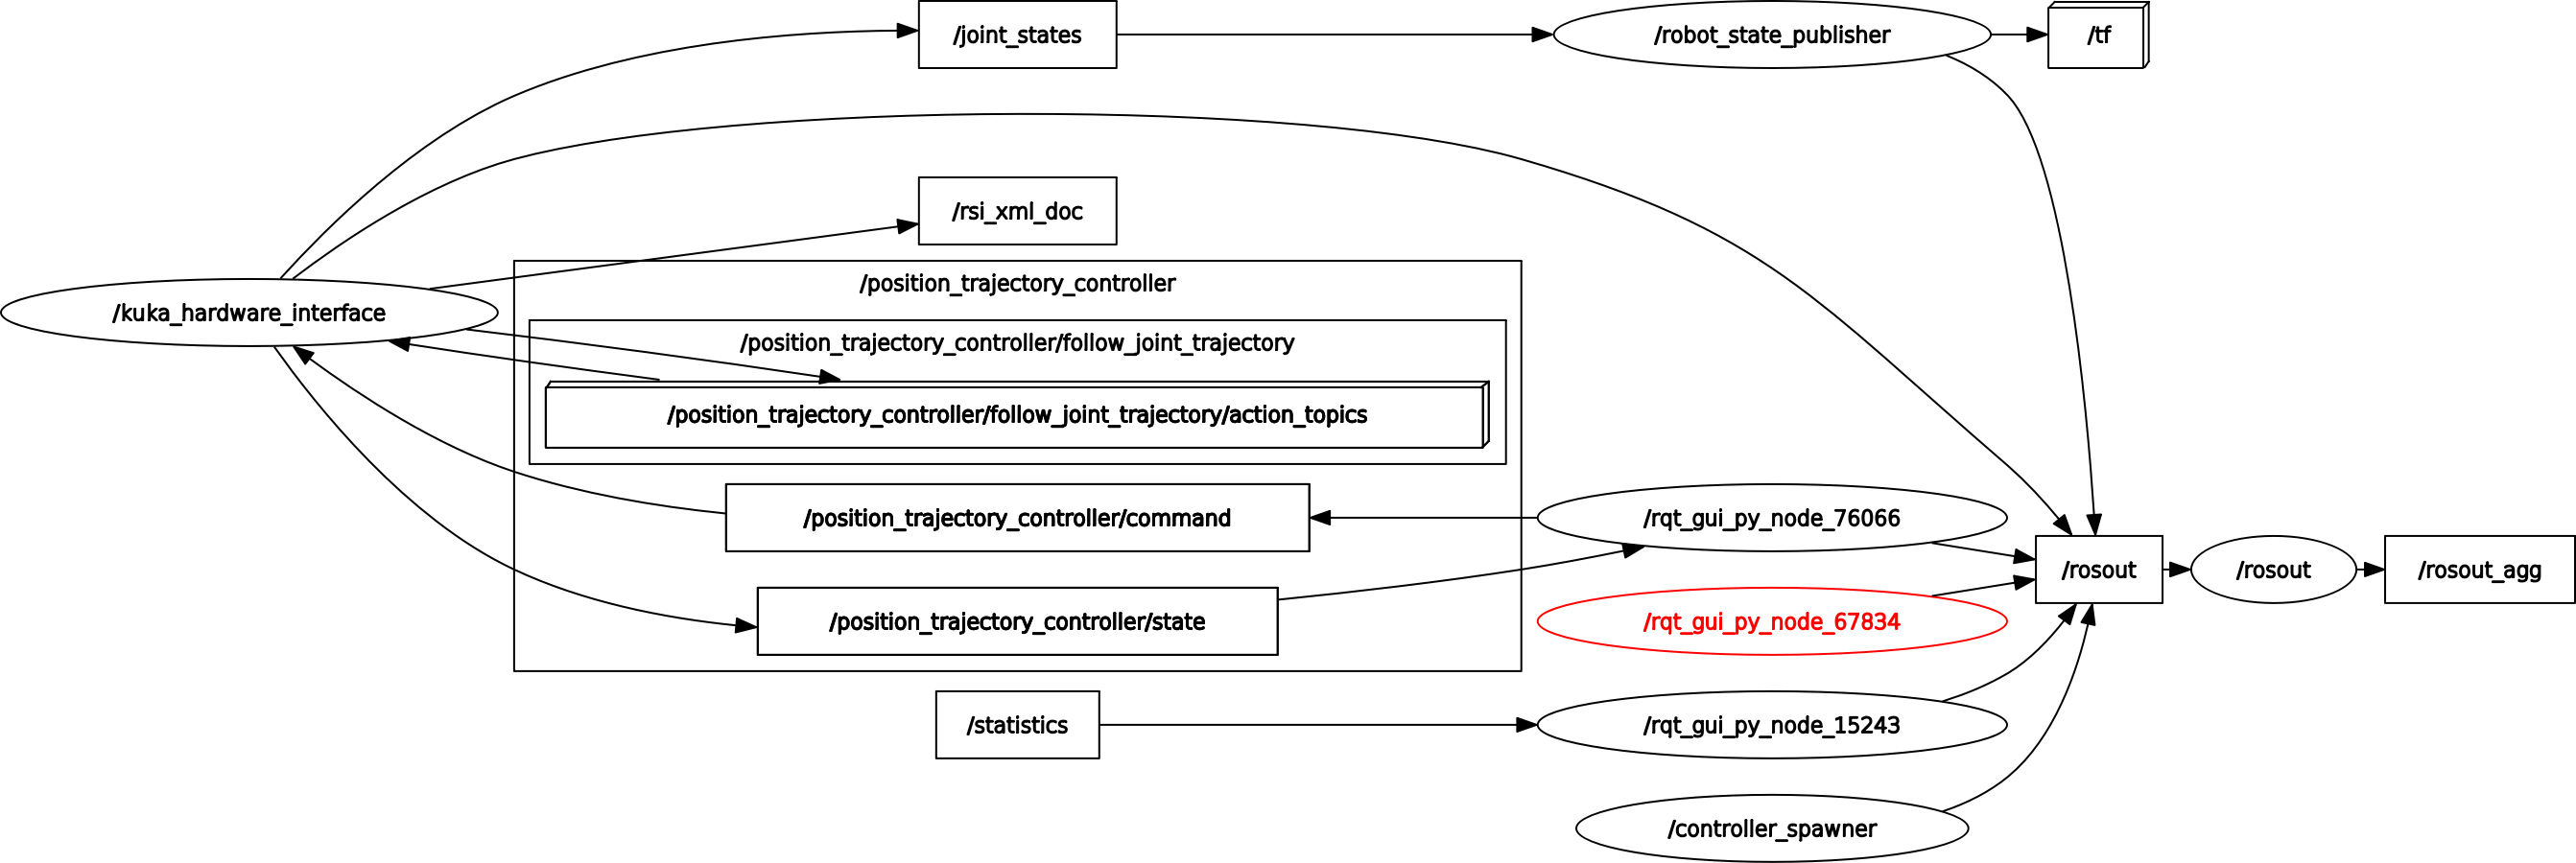 /joint_states
/robot_state_publisher
/tf
/rsi_xml_doc
/position_trajectory_controller
/kuka_hardware_interface
/position_trajectory_controller/follow_joint_trajectory
/position_trajectory_controller/follow_joint_trajectory/action_topics
/position_trajectory_controller/command
/rqt_gui_py_node_76066
/rosout
/rosout
/rosout_agg
/position_trajectory_controller/state
/rqt_gui_py_node_67834
/statistics
/rqt_gui_py_node_15243
/controller_spawner